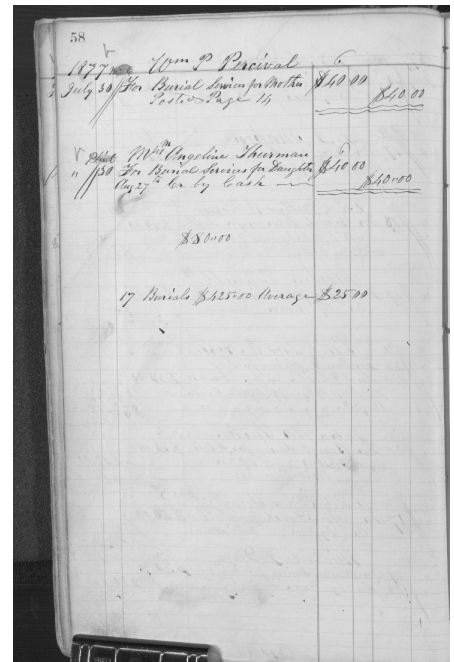 58
1877 Wm P. Percival
July 30 For Burial Services for Mother $40 00
Posted Page 14 $40 00
Mrs Angeline Thurman
" 30 For Burial Services for Daughter $40 00
Aug 27th Cr by Cash $40.00
$80.00
17 Burials $425.00 Average $25 00